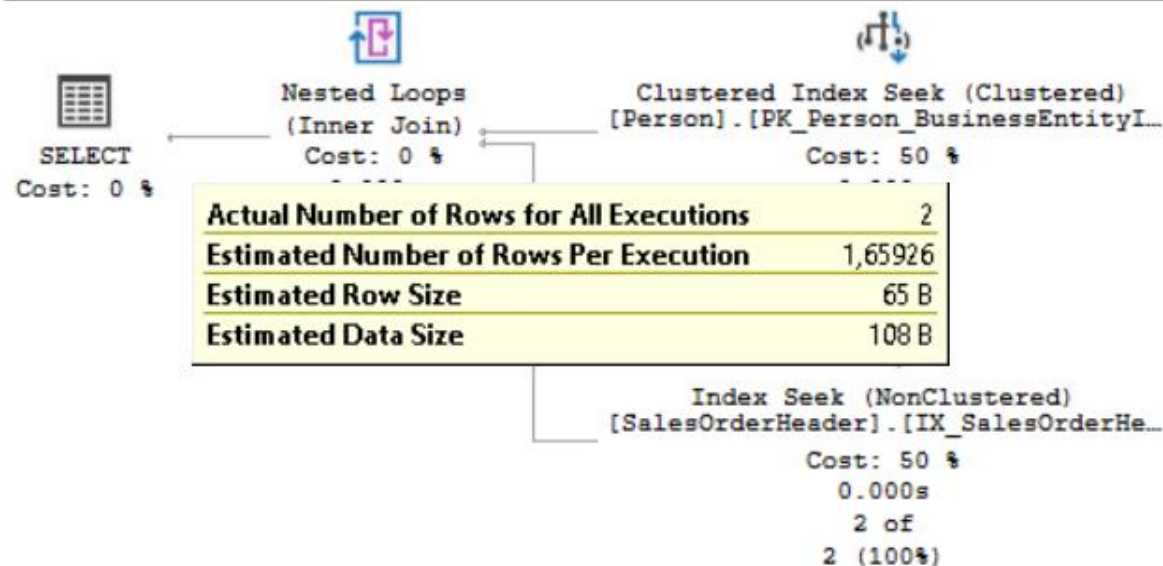 Nested Loops
(Inner Join)
Cost: 0 %
Clustered Index Seek (Clustered)
[Person].[PK_Person_BusinessEntityI…
Cost: 50 %
SELECT
Cost: 0 %
Actual Number of Rows for All Executions 2
Estimated Number of Rows Per Execution 1,65926
Estimated Row Size 65 B
Estimated Data Size 108 B
Index Seek (NonClustered)
[SalesOrderHeader].[IX_SalesOrderHe…
Cost: 50 %
0.000s
2 of
2 (100%)